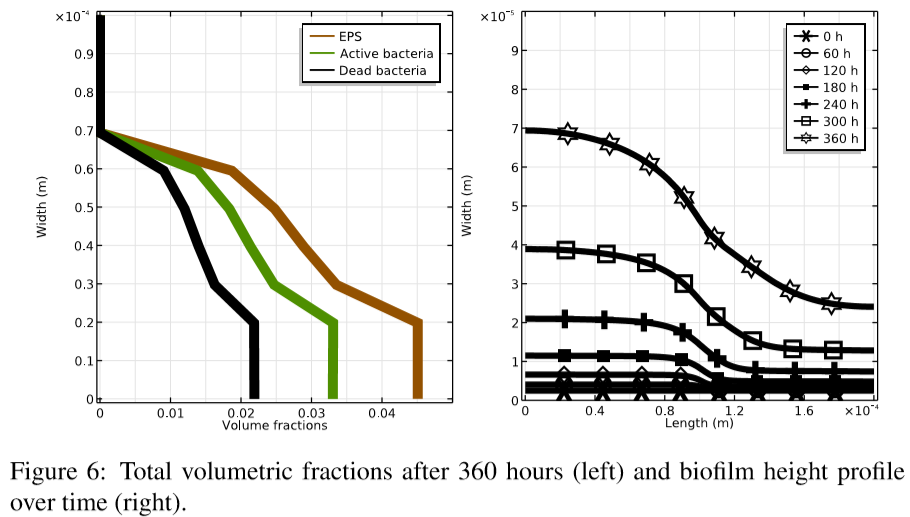 ×10⁻⁴
0.9
0.8
0.7
0.6
0.5
0.4
0.3
0.2
0.1
0
Width (m)
0
0.01
0.02
0.03
0.04
Volume fractions
EPS
Active bacteria
Dead bacteria
×10⁻⁵
9
7
5
4
2
1
0
Width (m)
0
0.4
0.8
1.2
1.6
×10⁻⁴
Length (m)
0 h
60 h
120 h
180 h
240 h
300 h
360 h
Figure 6: Total volumetric fractions after 360 hours (left) and biofilm height profile
over time (right).